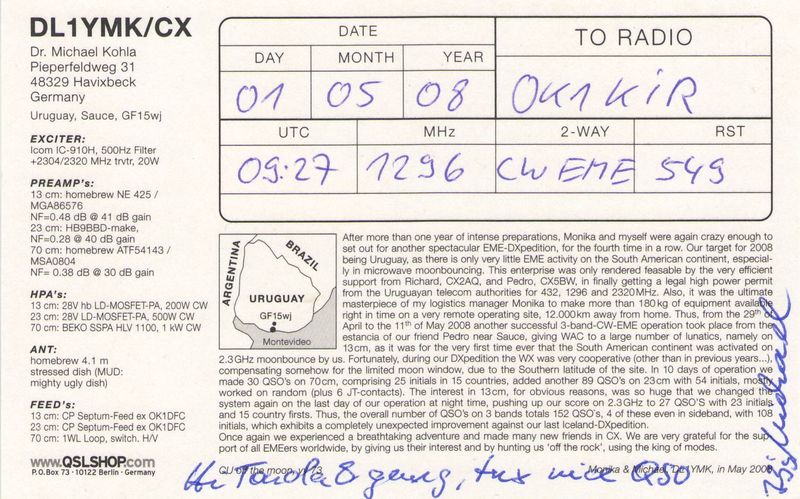 DL1YMK/CX
Dr. Michael Kohla
Pieperfeldweg 31
48329 Havixbeck
Germany
Uruguay, Sauce, GF15wj
EXCITER:
Icom IC-910H, 500Hz Filter
+2304/2320 MHz trvtr, 20W
PREAMP's:
13 cm: homebrew NE 425 /
MGA86576
NF=0.48 dB @ 41 dB gain
23 cm: HB9BBD-make,
NF=0.28 @ 40 dB gain
70 cm: homebrew ATF54143 /
MSA0804
NF= 0.38 dB @ 30 dB gain
HPA's:
13 cm: 28V hb LD-MOSFET-PA, 200W CW
23 cm: 28V LD-MOSFET-PA, 500W CW
70 cm: BEKO SSPA HLV 1100, 1 kW CW
ANT:
homebrew 4.1 m
stressed dish (MUD:
mighty ugly dish)
FEED's:
13 cm: CP Septum-Feed ex OK1DFC
23 cm: CP Septum-Feed ex OK1DFC
70 cm: 1WL Loop, switch. H/V
www.QSLSHOP.com
P.O.Box 73 · 10122 Berlin · Germany
DATE
TO RADIO
DAY MONTH YEAR
01 05 08 OK1KIR
UTC MHz 2-WAY RST
09:27 1296 CW EME 549
ARGENTINA
BRAZIL
URUGUAY
GF15wj
Montevideo
After more than one year of intense preparations, Monika and myself were again crazy enough to
set out for another spectacular EME-DXpedition, for the fourth time in a row. Our target for 2008
being Uruguay, as there is only very little EME activity on the South American continent, especial-
ly in microwave moonbouncing. This enterprise was only rendered feasable by the very efficient
support from Richard, CX2AQ, and Pedro, CX5BW, in finally getting a legal high power permit
from the Uruguayan telecom authorities for 432, 1296 and 2320MHz. Also, it was the ultimate
masterpiece of my logistics manager Monika to make more than 180kg of equipment available
right in time on a very remote operating site, 12.000km away from home. Thus, from the 29th of
April to the 11th of May 2008 another successful 3-band-CW-EME operation took place from the
estancia of our friend Pedro near Sauce, giving WAC to a large number of lunatics, namely on
13cm, as it was for the very first time ever that the South American continent was activated on
2.3GHz moonbounce by us. Fortunately, during our DXpedition the WX was very cooperative (other than in previous years...),
compensating somehow for the limited moon window, due to the Southern latitude of the site. In 10 days of operation we
made 30 QSO's on 70cm, comprising 25 initials in 15 countries, added another 89 QSO's on 23cm with 54 initials, mostly
worked on random (plus 6 JT-contacts). The interest in 13cm, for obvious reasons, was so huge that we changed the
system again on the last day of our operation at night time, pushing up our score on 2.3GHz to 27 QSO'S with 23 initials
and 15 country firsts. Thus, the overall number of QSO's on 3 bands totals 152 QSO's, 4 of these even in sideband, with 108
initials, which exhibits a completely unexpected improvement against our last Iceland-DXpedition.
Once again we experienced a breathtaking adventure and made many new friends in CX. We are very grateful for the sup-
port of all EMEers worldwide, by giving us their interest and by hunting us 'off the rock', using the king of modes.
CU off the moon, vy 73 Monika & Michael, DL1YMK, in May 2008
Hi Tonda & gang, tnx nice QSO
73